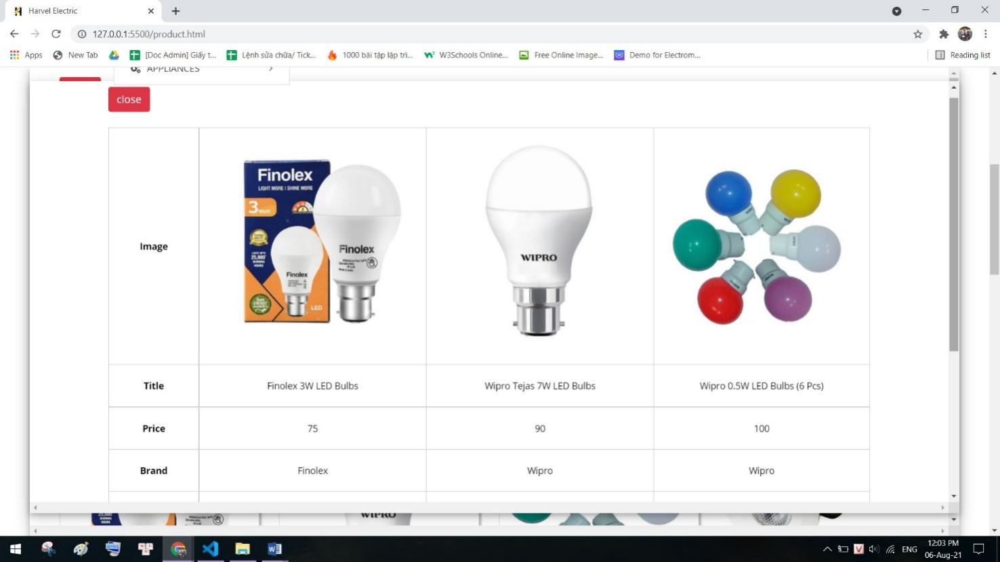 Harvel Electric
127.0.0.1:5500/product.html
Apps
New Tab
[Doc Admin] Giấy t...
Lệnh sửa chữa/ Tick...
1000 bài tập lập trì...
W3Schools Online...
Free Online Image...
Demo for Electrom...
Reading list
APPLIANCES
close
Image
Finolex
LIGHT MORE I SHINE MORE
3 Watt
25,000
Finolex
LED
Finolex
WIPRO
Title
Finolex 3W LED Bulbs
Wipro Tejas 7W LED Bulbs
Wipro 0.5W LED Bulbs (6 Pcs)
Price
75
90
100
Brand
Finolex
Wipro
Wipro
WIPRO
ENG
12:03 PM
06-Aug-21